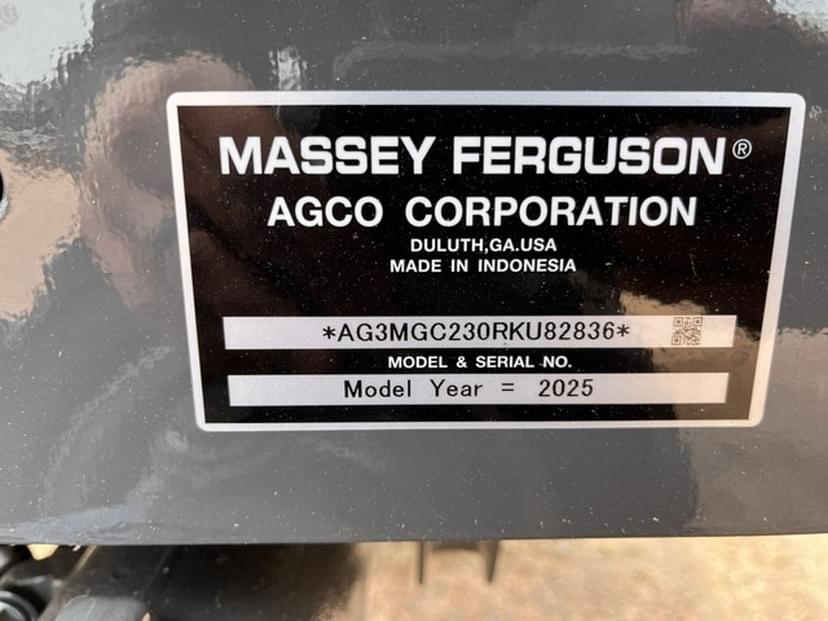 MASSEY FERGUSON®
AGCO CORPORATION
DULUTH,GA.USA
MADE IN INDONESIA
*AG3MGC230RKU82836*
MODEL & SERIAL NO.
Model Year = 2025